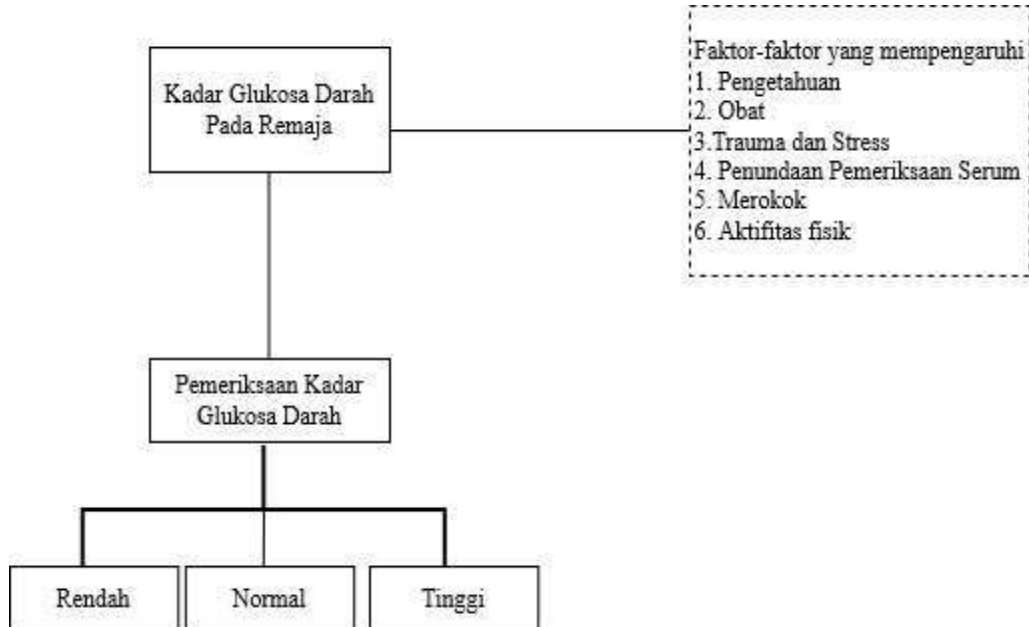 Kadar Glukosa Darah
Pada Remaja
Faktor-faktor yang mempengaruhi
1. Pengetahuan
2. Obat
3.Trauma dan Stress
4. Penundaan Pemeriksaan Serum
5. Merokok
6. Aktifitas fisik
Pemeriksaan Kadar
Glukosa Darah
Rendah
Normal
Tinggi